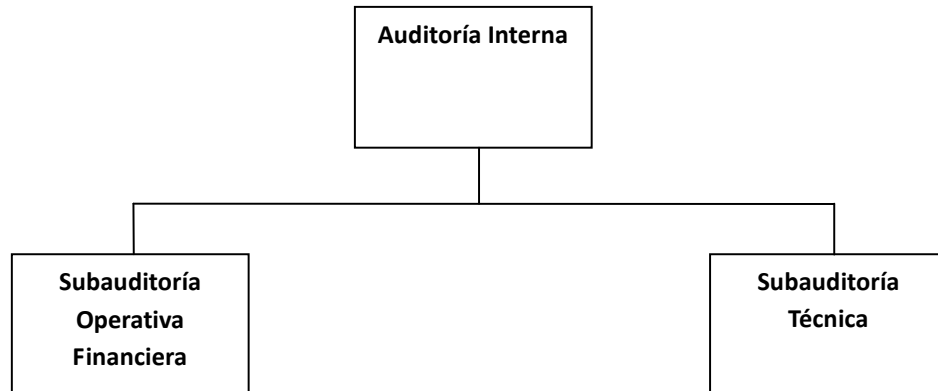 Auditoría Interna
Subauditoría
Operativa
Financiera
Subauditoría
Técnica